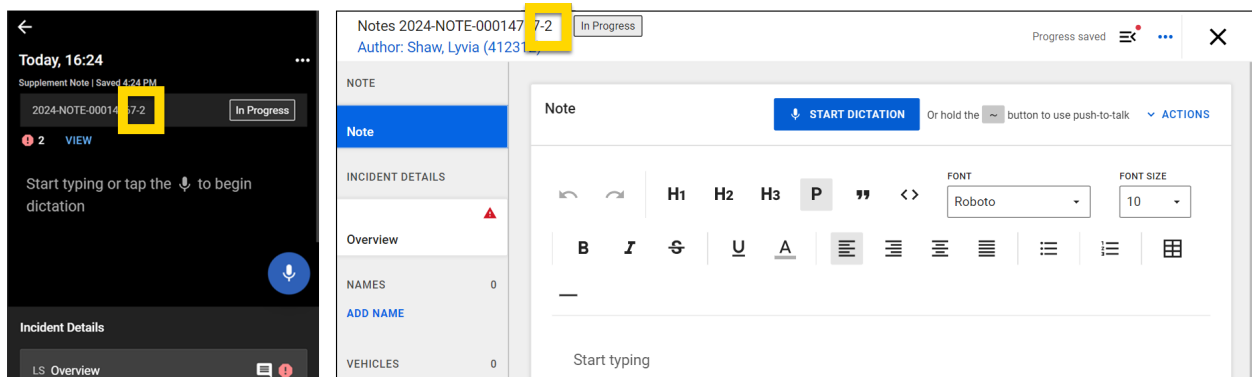 Today, 16:24
Supplement Note | Saved 4:24 PM
2024-NOTE-00014 67-2
In Progress
2
VIEW
Start typing or tap the to begin
dictation
Incident Details
LS Overview
Notes 2024-NOTE-00014 7-2
In Progress
Author: Shaw, Lyvia
Progress saved
NOTE
Note
INCIDENT DETAILS
Overview
NAMES 0
ADD NAME
VEHICLES 0
Note
START DICTATION
Or hold the ~ button to use push-to-talk
ACTIONS
H1 H2 H3 P
FONT
Roboto
FONT SIZE
10
B I S U A
Start typing